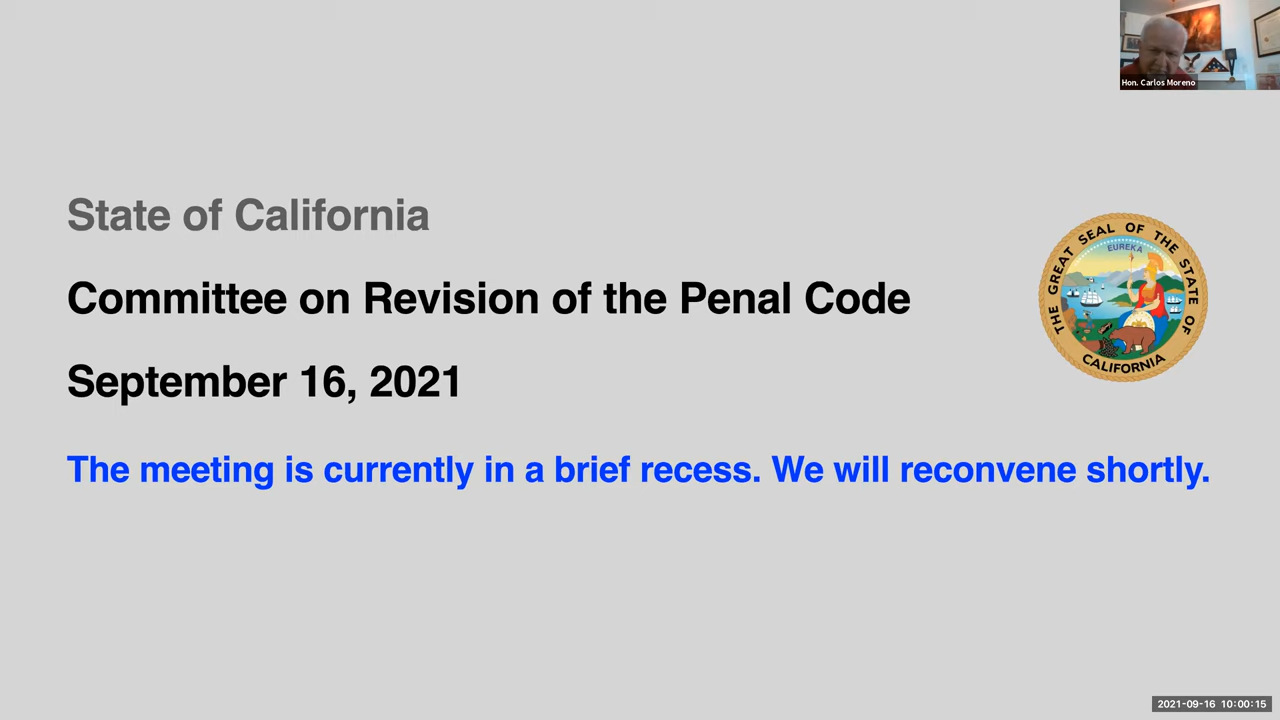 Hon. Carlos Moreno
State of California
Committee on Revision of the Penal Code
September 16, 2021
The meeting is currently in a brief recess. We will reconvene shortly.
THE GREAT SEAL OF THE STATE OF CALIFORNIA
EUREKA
2021-09-16 10:00:15